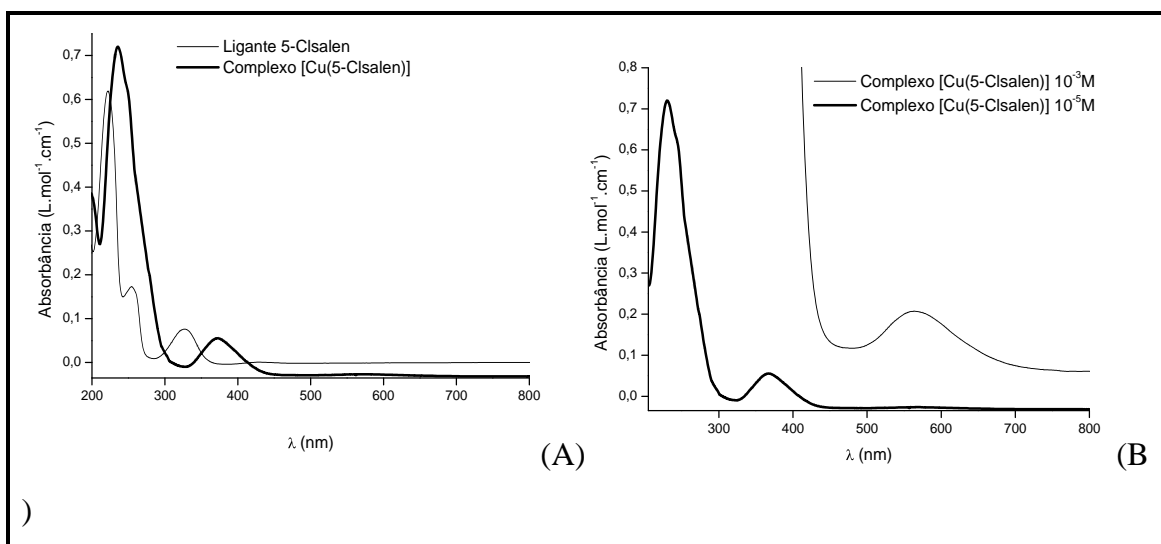 Ligante 5-Clsalen
Complexo [Cu(5-Clsalen)]
0,7
0,6
0,5
0,4
0,3
0,2
0,1
0,0
Absorbância (L.mol⁻¹.cm⁻¹)
200 300 400 500 600 700 800
λ (nm)
(A)
Complexo [Cu(5-Clsalen)] 10⁻³M
Complexo [Cu(5-Clsalen)] 10⁻⁵M
0,8
0,7
0,6
0,5
0,4
0,3
0,2
0,1
0,0
Absorbância (L.mol⁻¹.cm⁻¹)
300 400 500 600 700 800
λ (nm)
(B
)